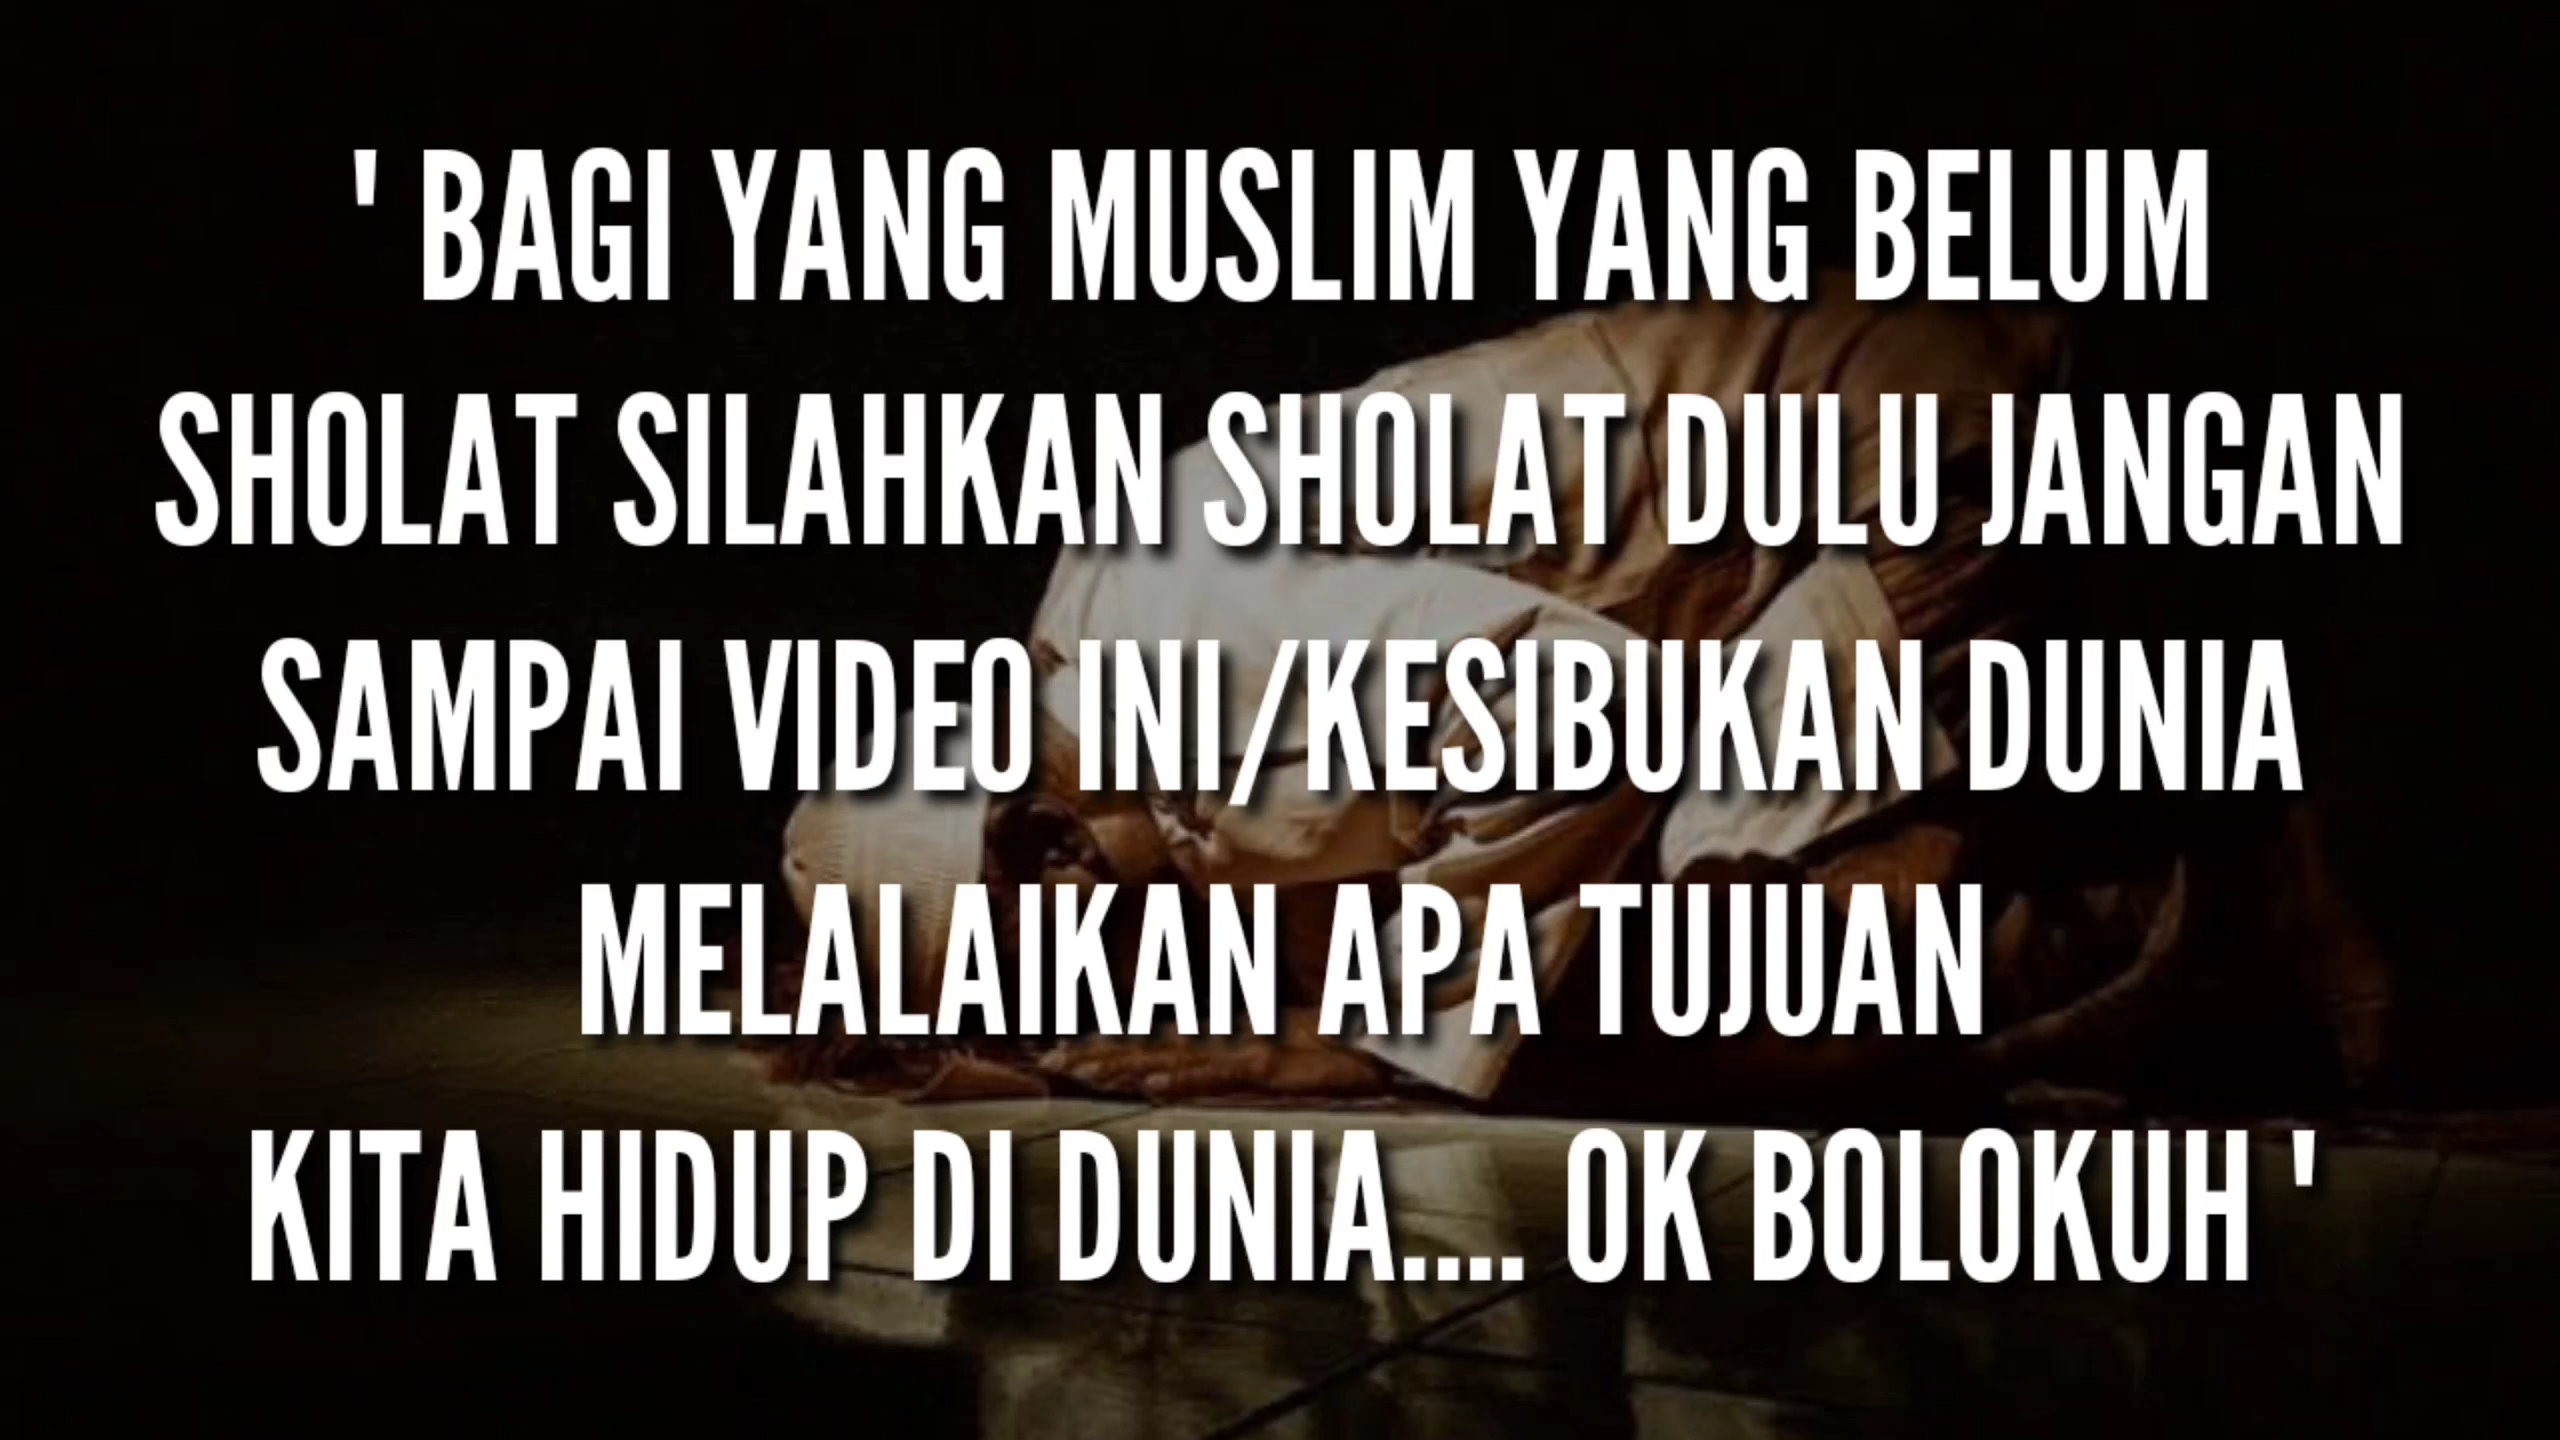 ' BAGI YANG MUSLIM YANG BELUM
SHOLAT SILAHKAN SHOLAT DULU JANGAN
SAMPAI VIDEO INI/KESIBUKAN DUNIA
MELALAIKAN APA TUJUAN
KITA HIDUP DI DUNIA.... OK BOLOKUH '